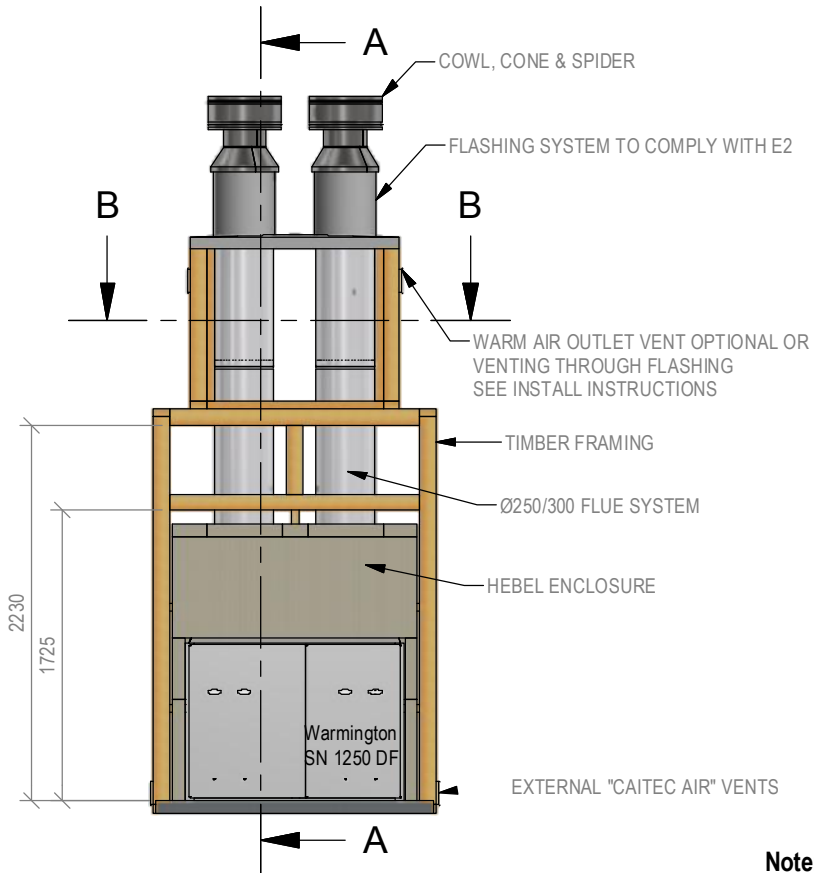 A
COWL, CONE & SPIDER
FLASHING SYSTEM TO COMPLY WITH E2
B
B
WARM AIR OUTLET VENT OPTIONAL OR
VENTING THROUGH FLASHING
SEE INSTALL INSTRUCTIONS
TIMBER FRAMING
Ø250/300 FLUE SYSTEM
HEBEL ENCLOSURE
2230
1725
Warmington
SN 1250 DF
EXTERNAL "CAITEC AIR" VENTS
A
Note